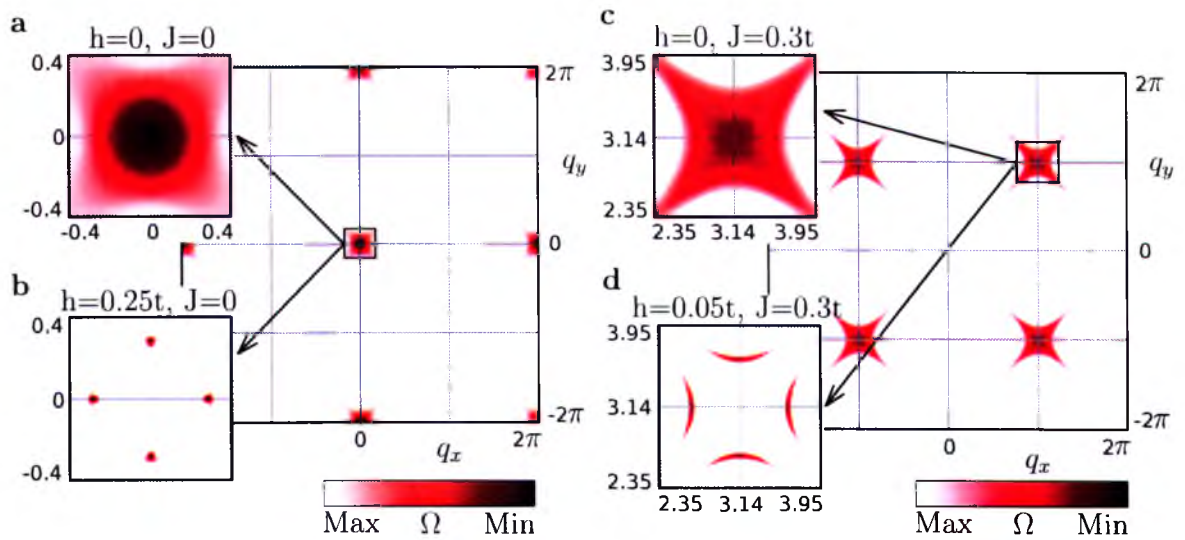 a
h=0, J=0
0.4
0
-0.4
-0.4 0 0.4
2π
q_y
0
-2π
0 2π
q_x
b
h=0.25t, J=0
0.4
0
-0.4
Max Ω Min
c
h=0, J=0.3t
3.95
3.14
2.35
2.35 3.14 3.95
2π
q_y
0
-2π
0 2π
q_x
d
h=0.05t, J=0.3t
3.95
3.14
2.35
2.35 3.14 3.95
Max Ω Min